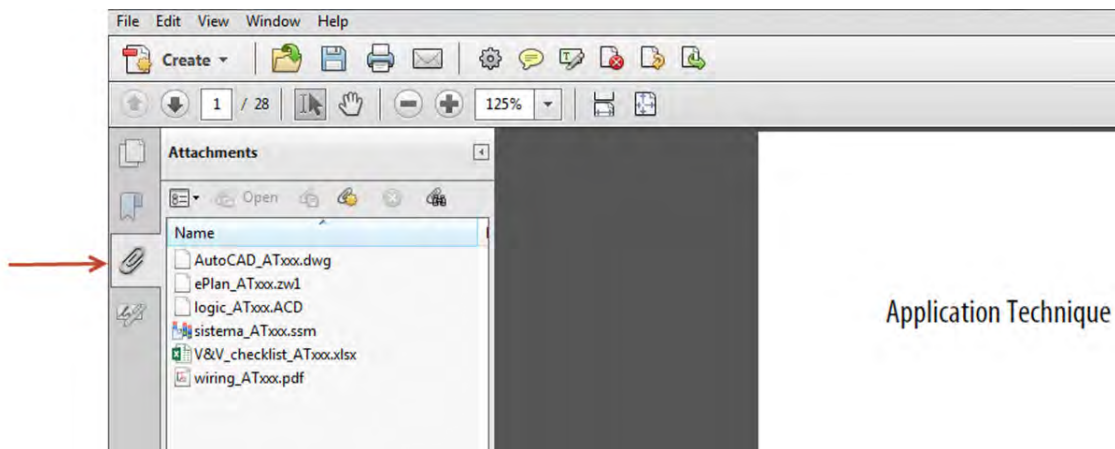 File Edit View Window Help
Create
1 / 28 125%
Attachments
Open
Name
AutoCAD_ATxxx.dwg
ePlan_ATxxx.zw1
logic_ATxxx.ACD
sistema_ATxxx.ssm
V&V_checklist_ATxxx.xlsx
wiring_ATxxx.pdf
Application Technique